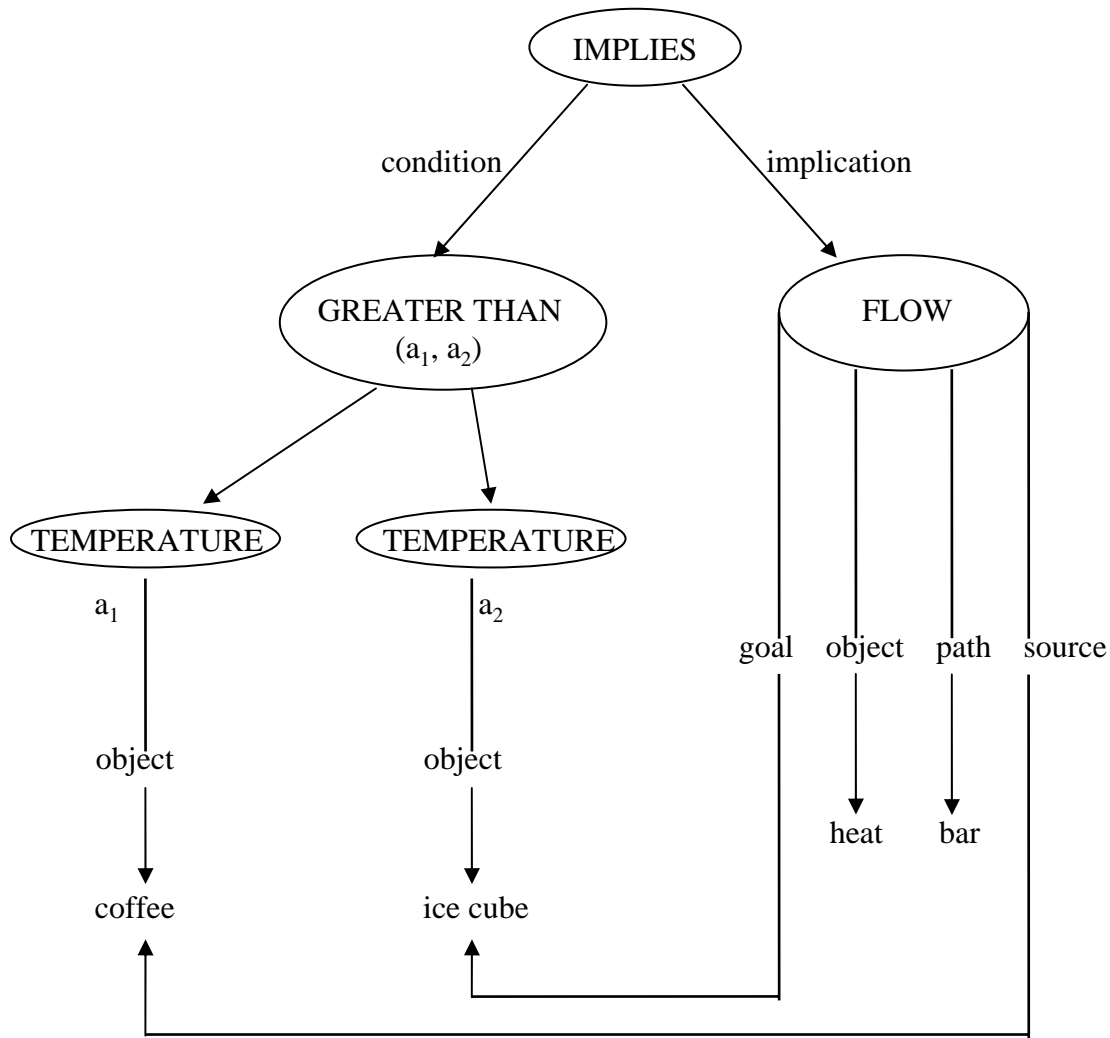 IMPLIES
condition
implication
GREATER THAN
(a₁, a₂)
FLOW
TEMPERATURE
TEMPERATURE
a₁
a₂
goal
object
path
source
object
object
heat
bar
coffee
ice cube